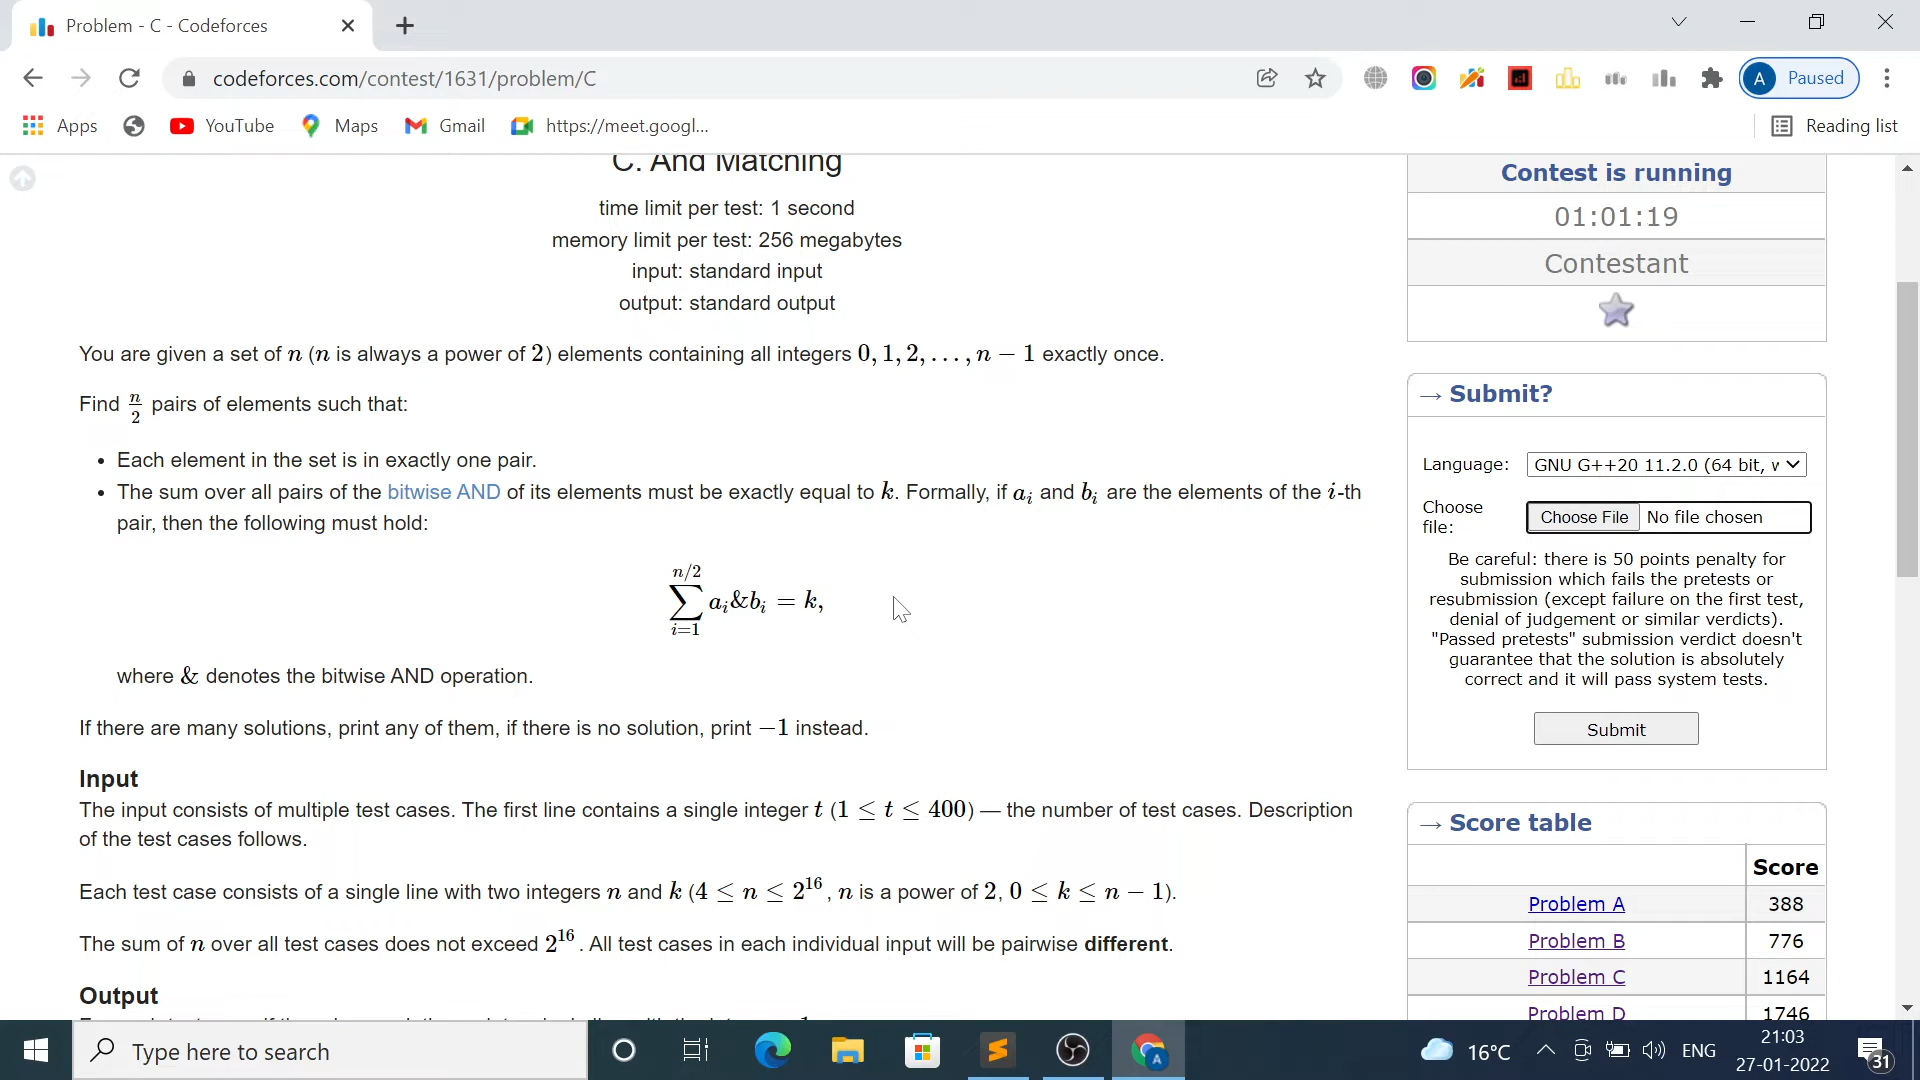 Problem - C - Codeforces
codeforces.com/contest/1631/problem/C
A Paused
Apps YouTube Maps Gmail https://meet.googl... Reading list
C. And Matching
time limit per test: 1 second
memory limit per test: 256 megabytes
input: standard input
output: standard output
You are given a set of n (n is always a power of 2) elements containing all integers 0, 1, 2, ..., n − 1 exactly once.
Find n/2 pairs of elements such that:
• Each element in the set is in exactly one pair.
• The sum over all pairs of the bitwise AND of its elements must be exactly equal to k. Formally, if a_i and b_i are the elements of the i-th
pair, then the following must hold:
∑_{i=1}^{n/2} a_i&b_i = k,
where & denotes the bitwise AND operation.
If there are many solutions, print any of them, if there is no solution, print −1 instead.
Input
The input consists of multiple test cases. The first line contains a single integer t (1 ≤ t ≤ 400) — the number of test cases. Description
of the test cases follows.
Each test case consists of a single line with two integers n and k (4 ≤ n ≤ 2^16, n is a power of 2, 0 ≤ k ≤ n − 1).
The sum of n over all test cases does not exceed 2^16. All test cases in each individual input will be pairwise different.
Output
Contest is running
01:01:19
Contestant
→ Submit?
Language: GNU G++20 11.2.0 (64 bit, v
Choose
file: Choose File No file chosen
Be careful: there is 50 points penalty for
submission which fails the pretests or
resubmission (except failure on the first test,
denial of judgement or similar verdicts).
"Passed pretests" submission verdict doesn't
guarantee that the solution is absolutely
correct and it will pass system tests.
Submit
→ Score table
Score
Problem A 388
Problem B 776
Problem C 1164
Problem D 1746
Type here to search
A
16°C
ENG
21:03
27-01-2022
31